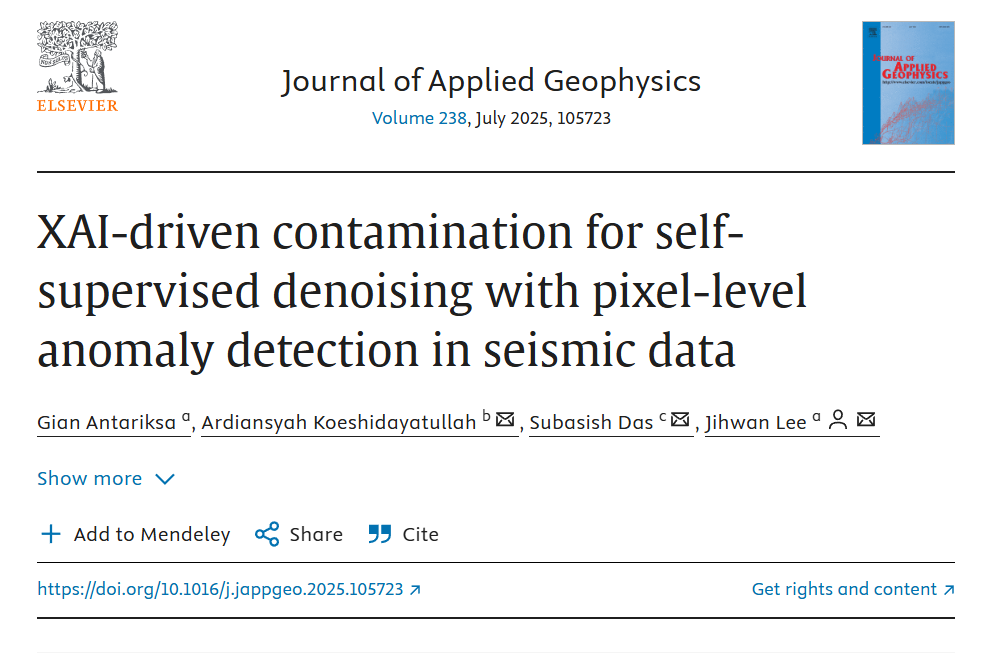 ELSEVIER
Journal of Applied Geophysics
Volume 238, July 2025, 105723
JOURNAL OF
APPLIED
GEOPHYSICS
XAI-driven contamination for self-
supervised denoising with pixel-level
anomaly detection in seismic data
Gian Antariksa a, Ardiansyah Koeshidayatullah b, Subasish Das c, Jihwan Lee a
Show more
Add to Mendeley Share Cite
https://doi.org/10.1016/j.jappgeo.2025.105723
Get rights and content